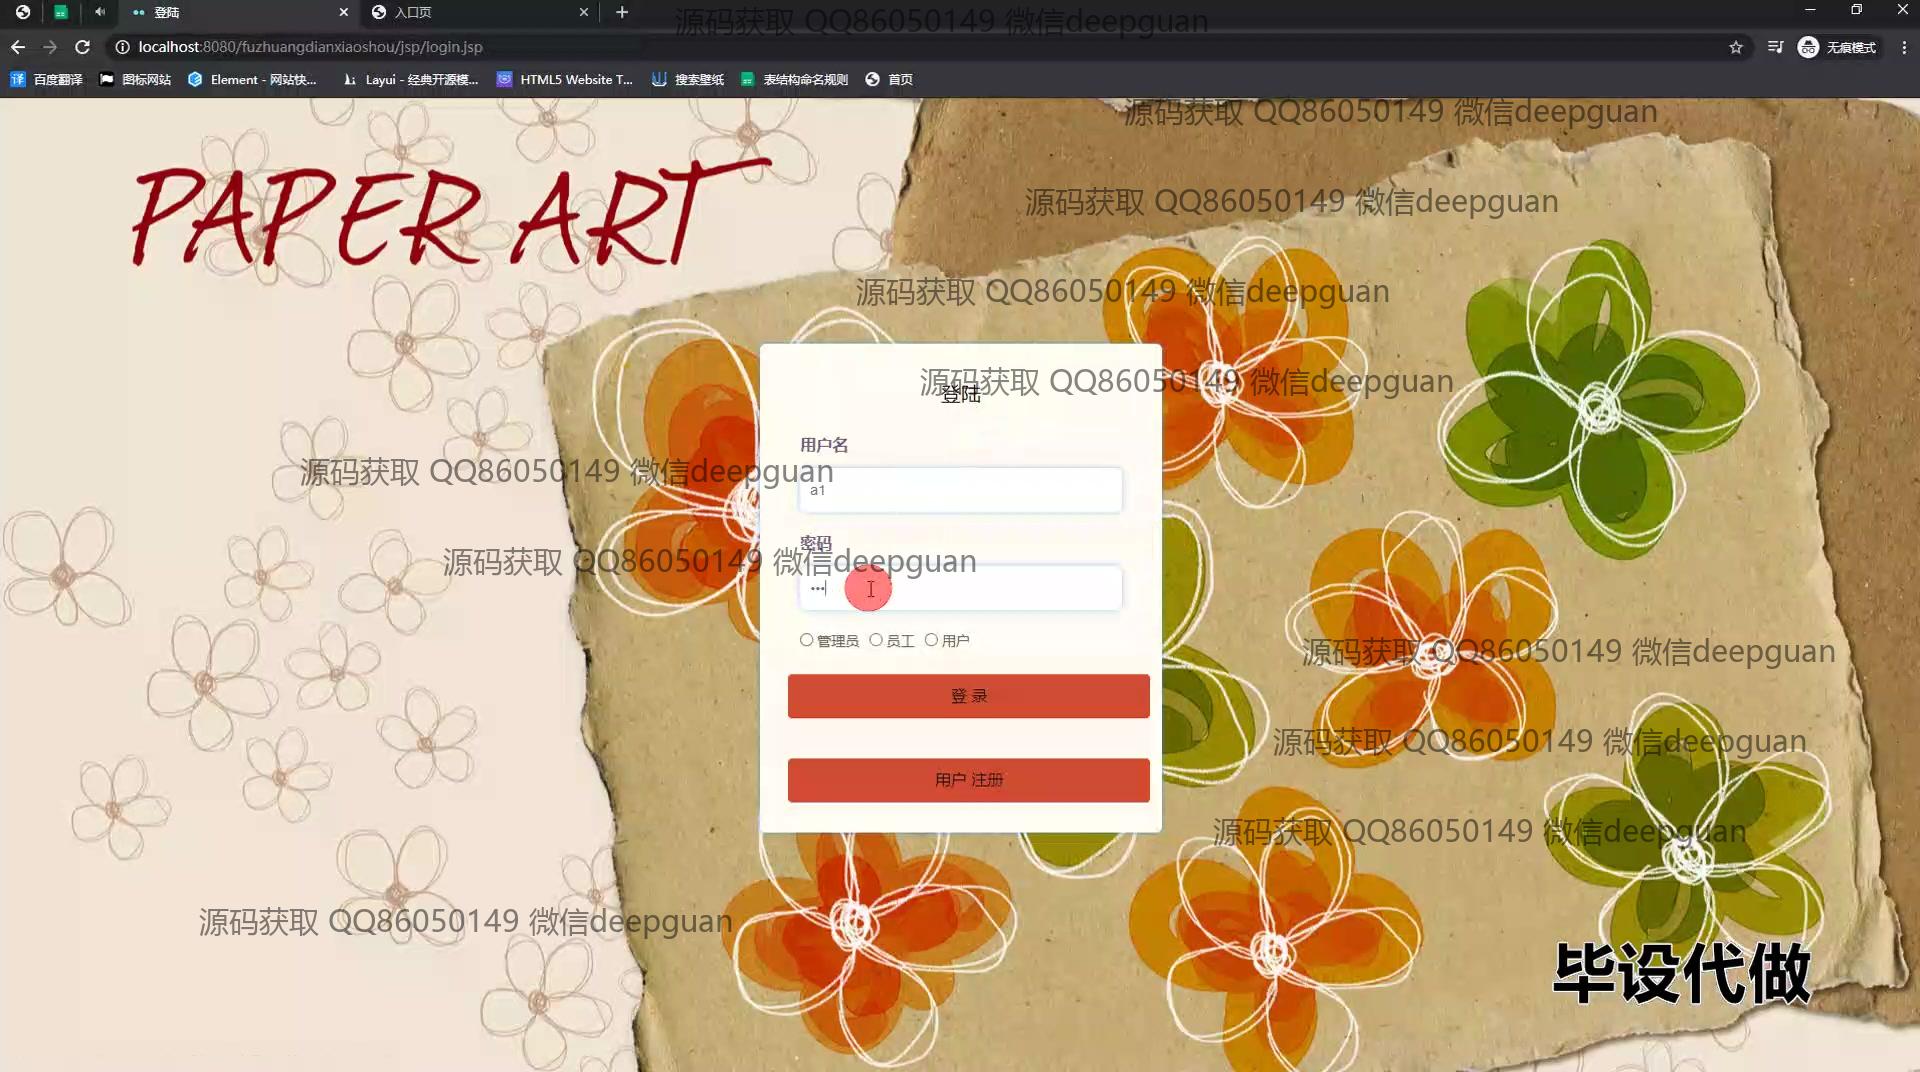 登陆
入口页
源码获取 QQ86050149 微信deepguan
localhost:8080/fuzhuangdianxiaoshou/jsp/login.jsp
无痕模式
百度翻译
图标网站
Element - 网站快...
Layui - 经典开源模...
HTML5 Website T...
搜索壁纸
表结构命名规则
首页
源码获取 QQ86050149 微信deepguan
PAPER ART
源码获取 QQ86050149 微信deepguan
源码获取 QQ86050149 微信deepguan
源码获取 QQ86050149 微信deepguan
登陆
用户名
源码获取 QQ86050149 微信deepguan
a1
密码
源码获取 QQ86050149 微信deepguan
管理员 员工 用户
源码获取 QQ86050149 微信deepguan
登 录
源码获取 QQ86050149 微信deepguan
用户 注册
源码获取 QQ86050149 微信deepguan
源码获取 QQ86050149 微信deepguan
毕设代做